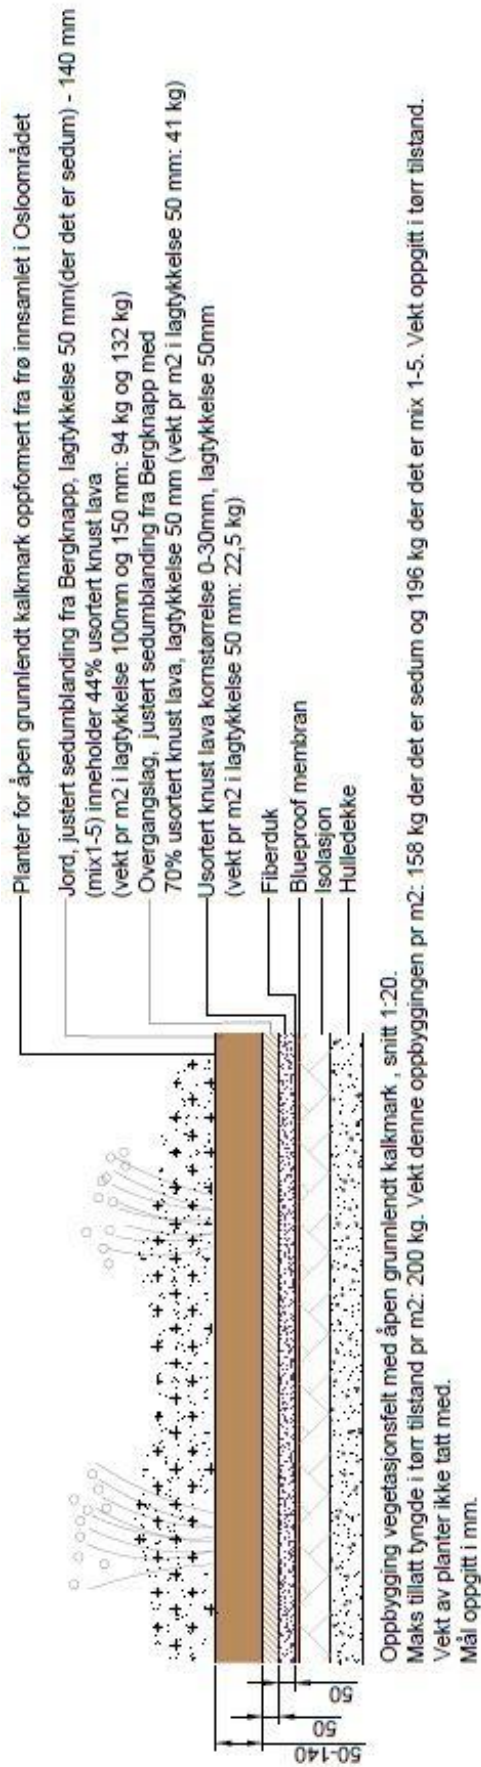 Planter for åpen grunnlendt kalkmark oppformert fra frø innsamlet i Osloområdet
Jord, justert sedumblanding fra Bergknapp, lagtykkelse 50 mm(der det er sedum) - 140 mm
(mix1-5) inneholder 44% usortert knust lava
(vekt pr m2 i lagtykkelse 100mm og 150 mm: 94 kg og 132 kg)
Overgangslag, justert sedumblanding fra Bergknapp med
70% usortert knust lava, lagtykkelse 50 mm (vekt pr m2 i lagtykkelse 50 mm: 41 kg)
Usortert knust lava kornstørrelse 0-30mm, lagtykkelse 50mm
(vekt pr m2 i lagtykkelse 50 mm: 22,5 kg)
Fiberduk
Blueproof membran
Isolasjon
Hulledekke
50-140
50
50
Oppbygging vegetasjonsfelt med åpen grunnlendt kalkmark , snitt 1:20.
Maks tillatt tyngde i tørr tilstand pr m2: 200 kg. Vekt denne oppbyggingen pr m2: 158 kg der det er sedum og 196 kg der det er mix 1-5. Vekt oppgitt i tørr tilstand.
Vekt av planter ikke tatt med.
Mål oppgitt i mm.